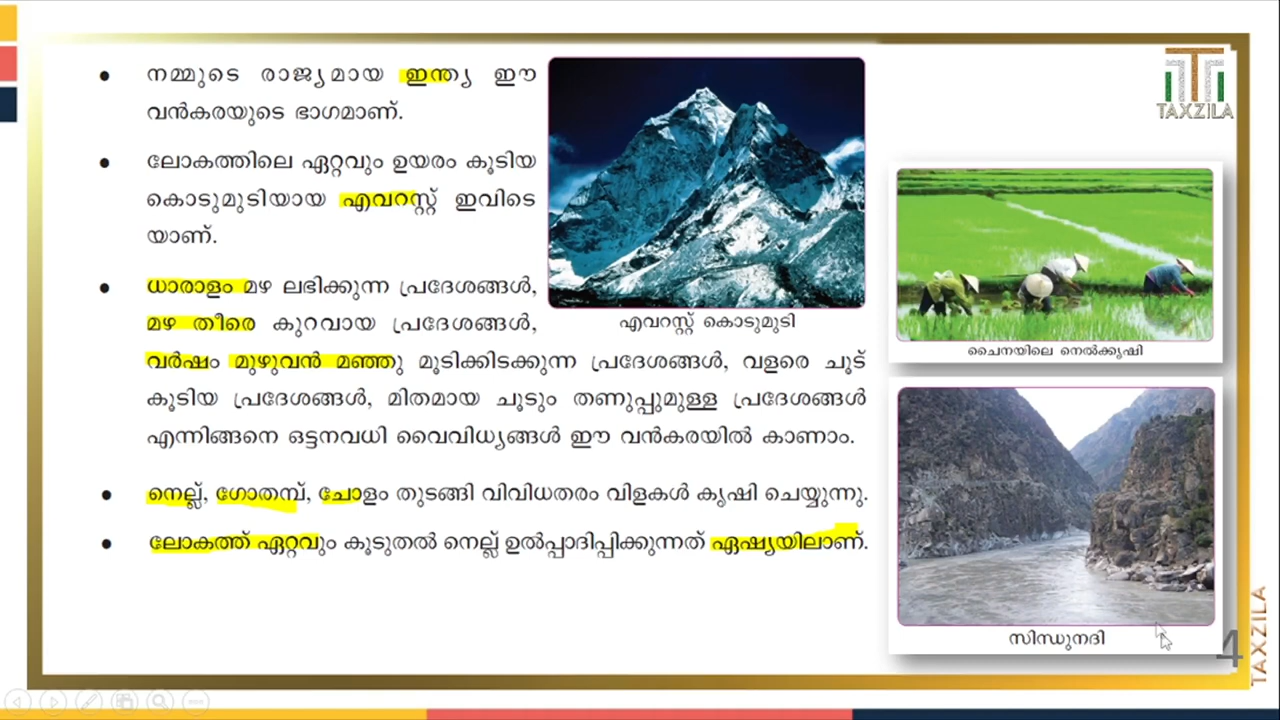 നമ്മുടെ രാജ്യമായ ഇന്ത്യ ഈ
വൻകരയുടെ ഭാഗമാണ്.
ലോകത്തിലെ ഏറ്റവും ഉയരം കൂടിയ
കൊടുമുടിയായ എവറസ്റ്റ് ഇവിടെ
യാണ്.
ധാരാളം മഴ ലഭിക്കുന്ന പ്രദേശങ്ങൾ,
മഴ തീരെ കുറവായ പ്രദേശങ്ങൾ,
വർഷം മുഴുവൻ മഞ്ഞു മൂടിക്കിടക്കുന്ന പ്രദേശങ്ങൾ, വളരെ ചൂട്
കൂടിയ പ്രദേശങ്ങൾ, മിതമായ ചൂടും തണുപ്പുമുള്ള പ്രദേശങ്ങൾ
എന്നിങ്ങനെ ഒട്ടനവധി വൈവിധ്യങ്ങൾ ഈ വൻകരയിൽ കാണാം.
നെല്ല്, ഗോതമ്പ്, ചോളം തുടങ്ങി വിവിധതരം വിളകൾ കൃഷി ചെയ്യുന്നു.
ലോകത്ത് ഏറ്റവും കൂടുതൽ നെല്ല് ഉൽപ്പാദിപ്പിക്കുന്നത് ഏഷ്യയിലാണ്.
എവറസ്റ്റ് കൊടുമുടി
TAXZILA
ചൈനയിലെ നെൽക്കൃഷി
സിന്ധുനദി
4
TAXZILA